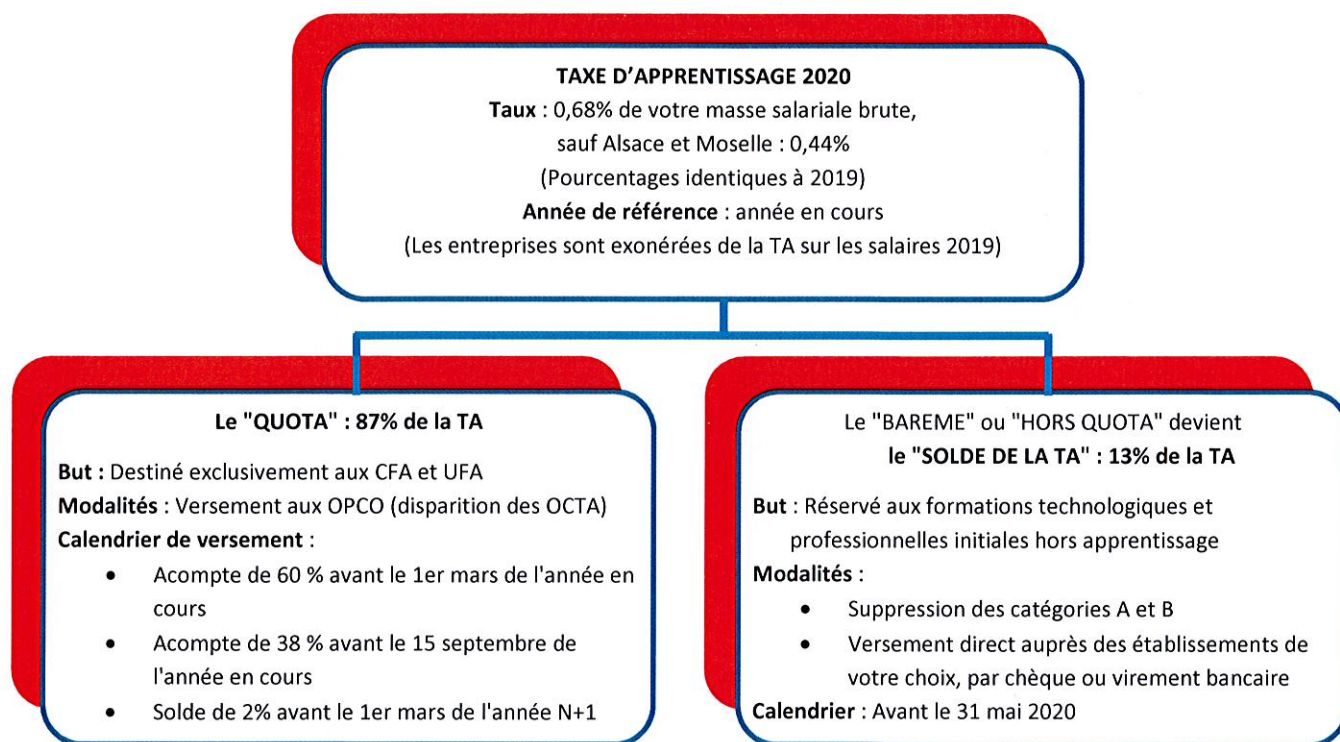 TAXE D'APPRENTISSAGE 2020
Taux : 0,68% de votre masse salariale brute,
sauf Alsace et Moselle : 0,44%
(Pourcentages identiques à 2019)
Année de référence : année en cours
(Les entreprises sont exonérées de la TA sur les salaires 2019)
Le "QUOTA" : 87% de la TA
But : Destiné exclusivement aux CFA et UFA
Modalités : Versement aux OPCO (disparition des OCTA)
Calendrier de versement :
• Acompte de 60 % avant le 1er mars de l'année en
cours
• Acompte de 38 % avant le 15 septembre de
l'année en cours
• Solde de 2% avant le 1er mars de l'année N+1
Le "BAREME" ou "HORS QUOTA" devient
le "SOLDE DE LA TA" : 13% de la TA
But : Réservé aux formations technologiques et
professionnelles initiales hors apprentissage
Modalités :
• Suppression des catégories A et B
• Versement direct auprès des établissements de
votre choix, par chèque ou virement bancaire
Calendrier : Avant le 31 mai 2020